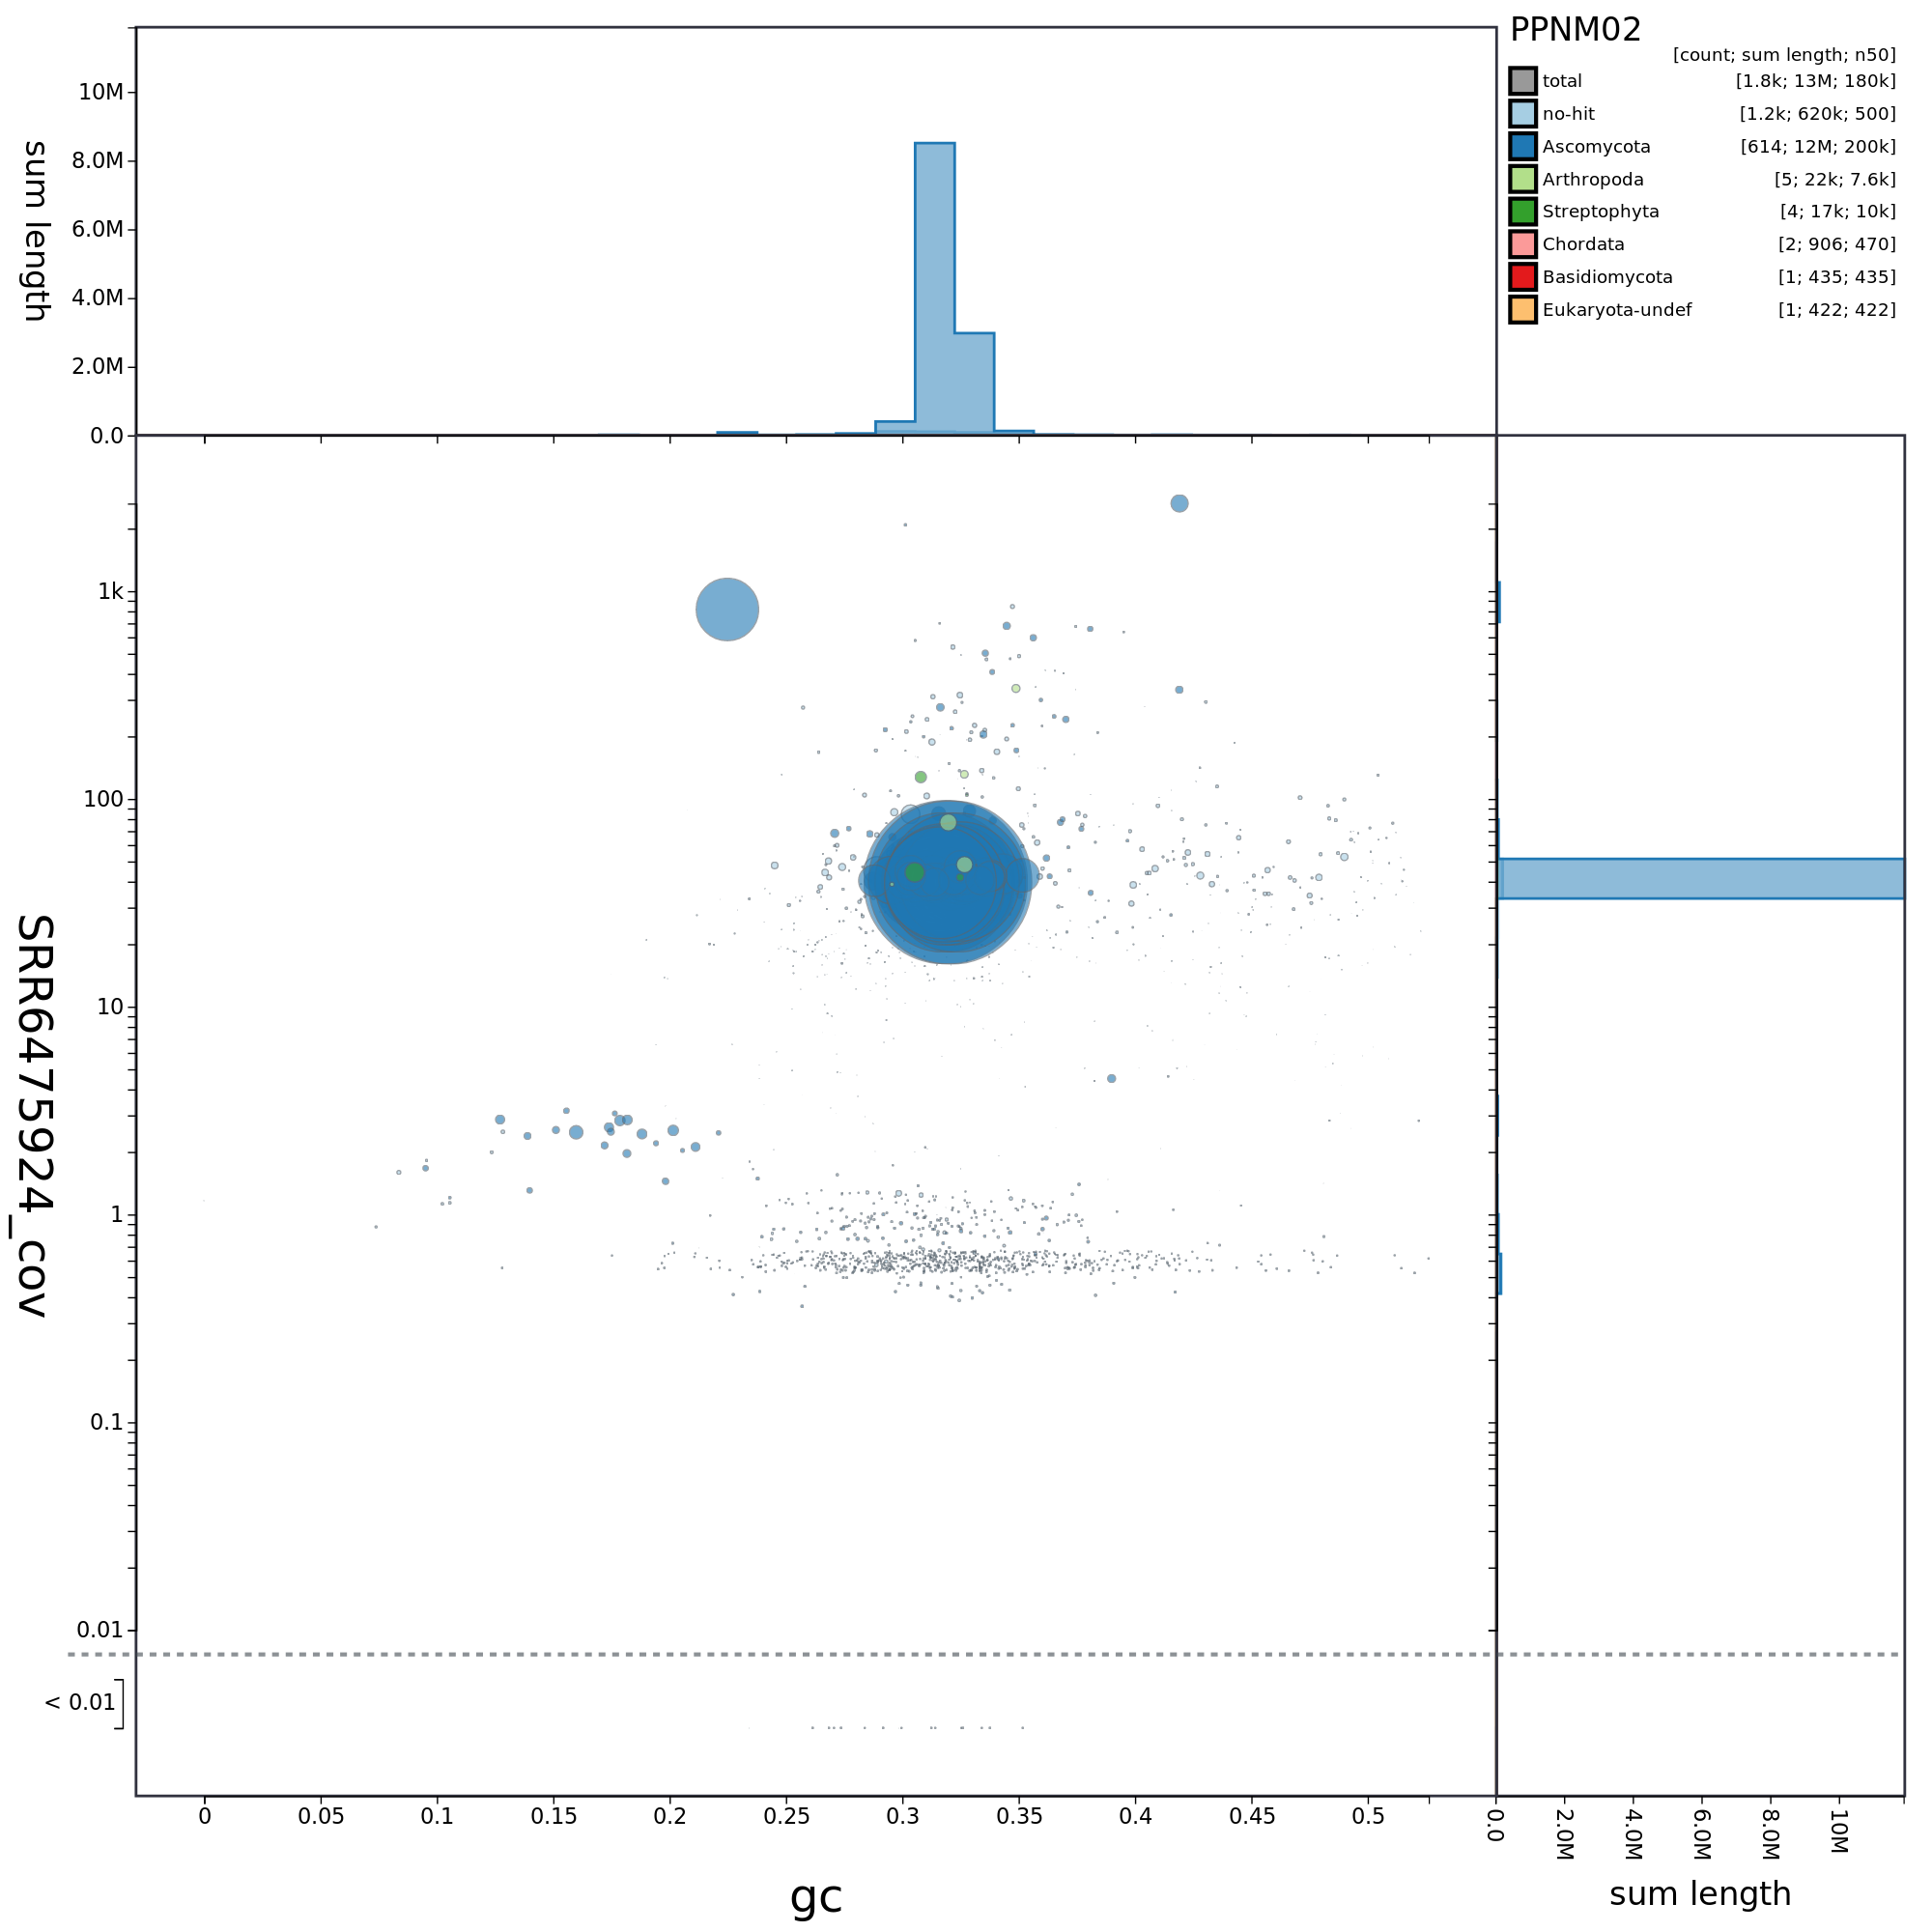 PPNM02
[count; sum length; n50]
total [1.8k; 13M; 180k]
no-hit [1.2k; 620k; 500]
Ascomycota [614; 12M; 200k]
Arthropoda [5; 22k; 7.6k]
Streptophyta [4; 17k; 10k]
Chordata [2; 906; 470]
Basidiomycota [1; 435; 435]
Eukaryota-undef [1; 422; 422]
sum length
10M
8.0M
6.0M
4.0M
2.0M
0.0
SRR6475924_cov
1k
100
10
1
0.1
0.01
< 0.01
0 0.05 0.1 0.15 0.2 0.25 0.3 0.35 0.4 0.45 0.5
gc
0.0 2.0M 4.0M 6.0M 8.0M 10M
sum length